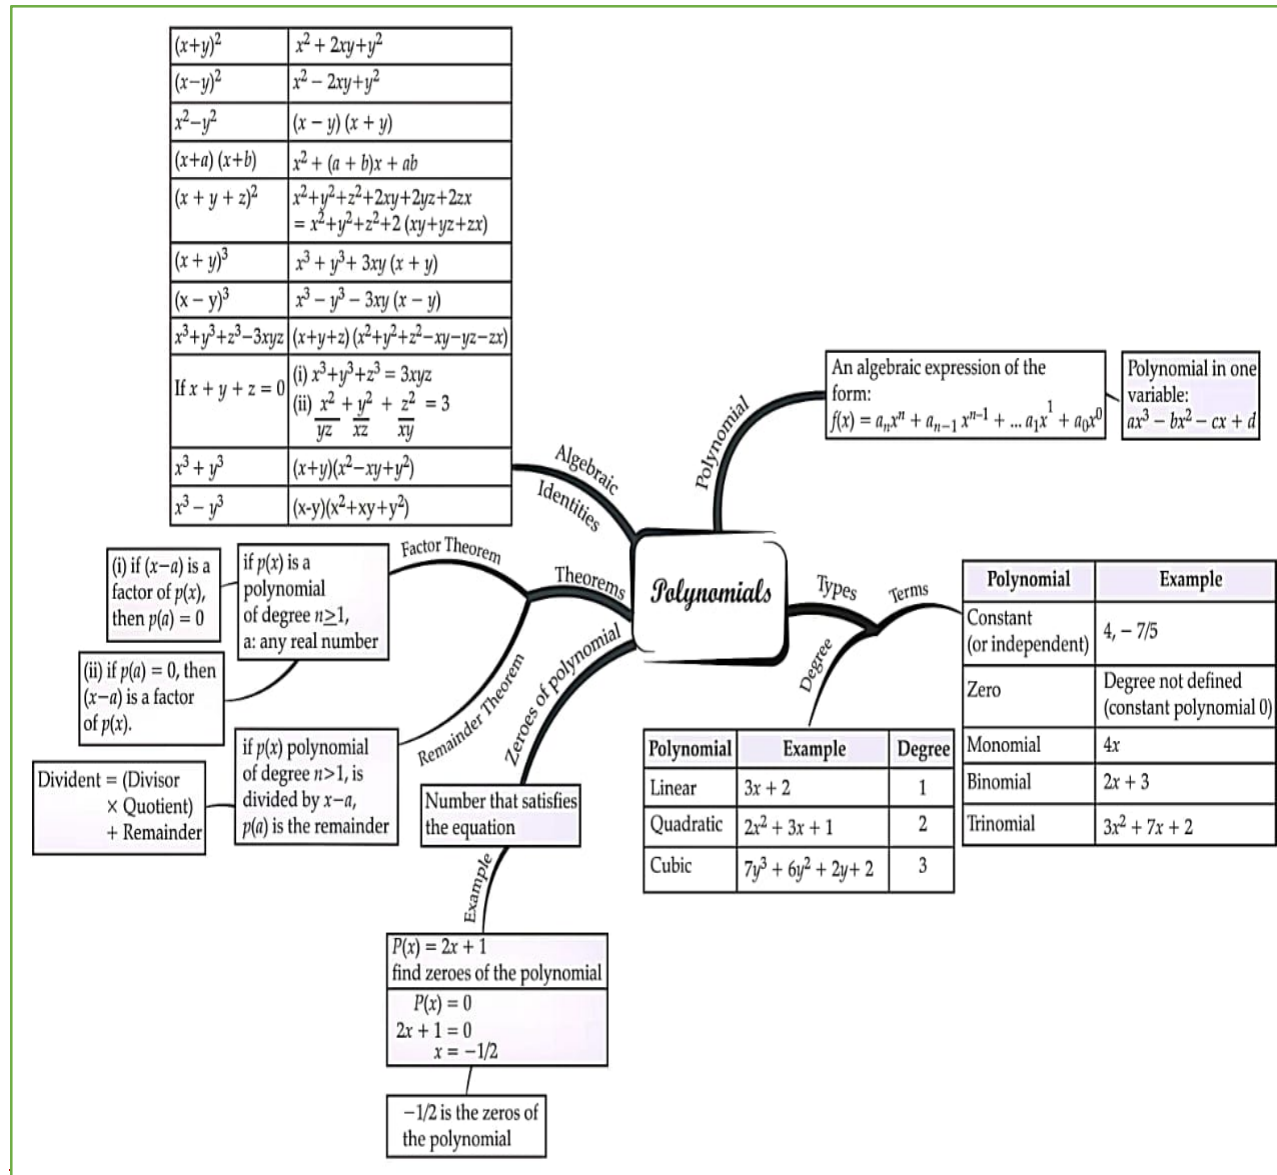 (x+y)² x² + 2xy+y²
(x−y)² x² − 2xy+y²
x²−y² (x − y) (x + y)
(x+a) (x+b) x² + (a + b)x + ab
(x + y + z)² x²+y²+z²+2xy+2yz+2zx
= x²+y²+z²+2 (xy+yz+zx)
(x + y)³ x³ + y³+ 3xy (x + y)
(x − y)³ x³ − y³ − 3xy (x − y)
x³+y³+z³−3xyz (x+y+z) (x²+y²+z²−xy−yz−zx)
If x + y + z = 0 (i) x³+y³+z³ = 3xyz
(ii) x²/yz + y²/xz + z²/xy = 3
x³ + y³ (x+y)(x²−xy+y²)
x³ − y³ (x-y)(x²+xy+y²)
Algebraic
Identities
Polynomial
An algebraic expression of the
form:
f(x) = aₙxⁿ + aₙ₋₁ xⁿ⁻¹ + ... a₁x¹ + a₀x⁰
Polynomial in one
variable:
ax³ − bx² − cx + d
Polynomials
Theorems
Factor Theorem
if p(x) is a
polynomial
of degree n≥1,
a: any real number
(i) if (x−a) is a
factor of p(x),
then p(a) = 0
(ii) if p(a) = 0, then
(x−a) is a factor
of p(x).
Remainder Theorem
if p(x) polynomial
of degree n>1, is
divided by x−a,
p(a) is the remainder
Divident = (Divisor
× Quotient)
+ Remainder
Zeroes of polynomial
Number that satisfies
the equation
Example
P(x) = 2x + 1
find zeroes of the polynomial
P(x) = 0
2x + 1 = 0
x = −1/2
−1/2 is the zeros of
the polynomial
Types
Degree
Polynomial Example Degree
Linear 3x + 2 1
Quadratic 2x² + 3x + 1 2
Cubic 7y³ + 6y² + 2y+ 2 3
Terms
Polynomial Example
Constant
(or independent) 4, − 7/5
Zero Degree not defined
(constant polynomial 0)
Monomial 4x
Binomial 2x + 3
Trinomial 3x² + 7x + 2